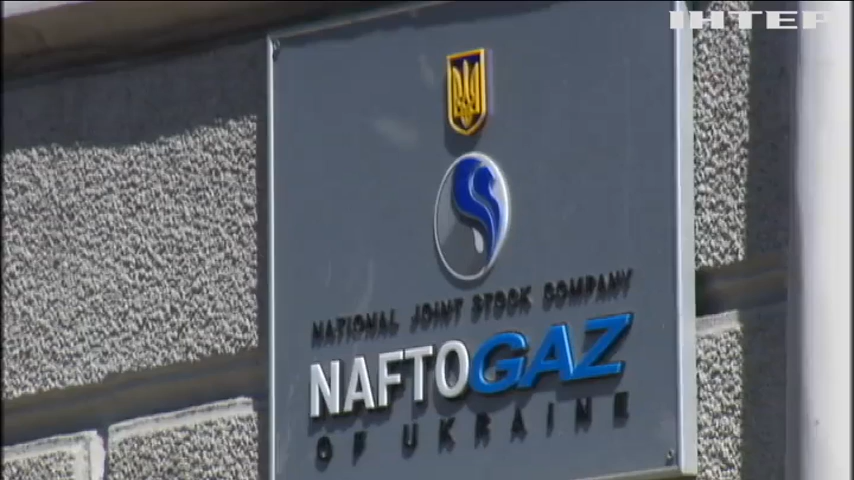 ІНТЕР
NATIONAL JOINT STOCK COMPANY
NAFTOGAZ
OF UKRAINE